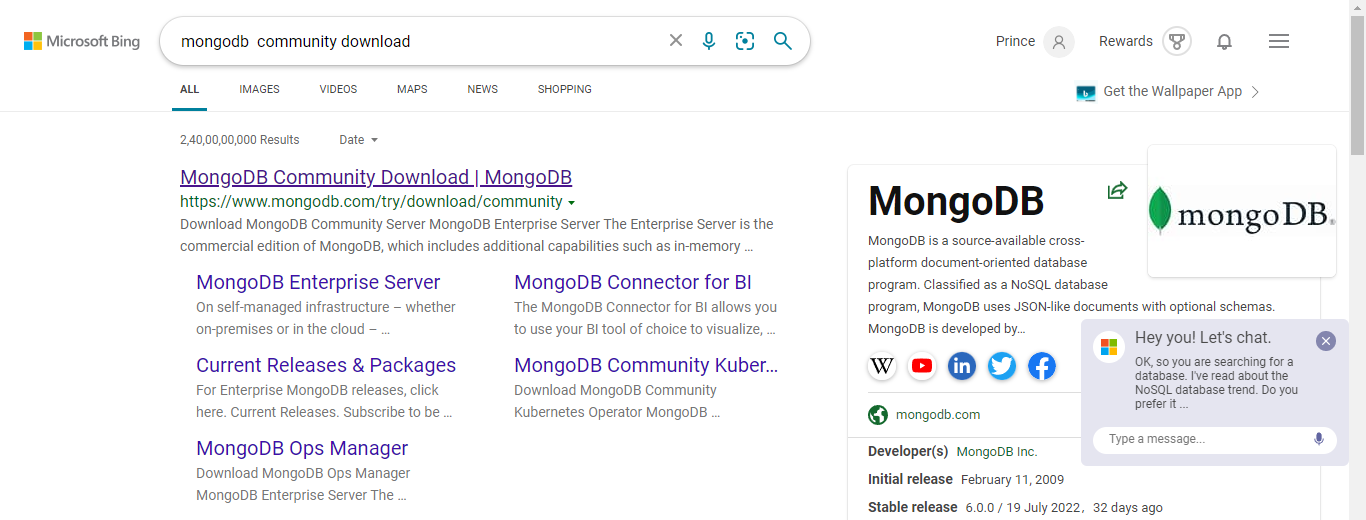 Microsoft Bing
mongodb  community download
Prince
Rewards
ALL
IMAGES
VIDEOS
MAPS
NEWS
SHOPPING
Get the Wallpaper App
2,40,00,00,000 Results
Date
MongoDB Community Download | MongoDB
https://www.mongodb.com/try/download/community
Download MongoDB Community Server MongoDB Enterprise Server The Enterprise Server is the
commercial edition of MongoDB, which includes additional capabilities such as in-memory ...
MongoDB Enterprise Server
On self-managed infrastructure – whether
on-premises or in the cloud – ...
MongoDB Connector for BI
The MongoDB Connector for BI allows you
to use your BI tool of choice to visualize, ...
Current Releases & Packages
For Enterprise MongoDB releases, click
here. Current Releases. Subscribe to be ...
MongoDB Community Kuber...
Download MongoDB Community
Kubernetes Operator MongoDB ...
MongoDB Ops Manager
Download MongoDB Ops Manager
MongoDB Enterprise Server The ...
MongoDB
mongoDB®
MongoDB is a source-available cross-
platform document-oriented database
program. Classified as a NoSQL database
program, MongoDB uses JSON-like documents with optional schemas.
MongoDB is developed by...
W
in
f
mongodb.com
Developer(s) MongoDB Inc.
Initial release February 11, 2009
Stable release 6.0.0 / 19 July 2022, 32 days ago
Hey you! Let's chat.
OK, so you are searching for a
database. I've read about the
NoSQL database trend. Do you
prefer it ...
Type a message...